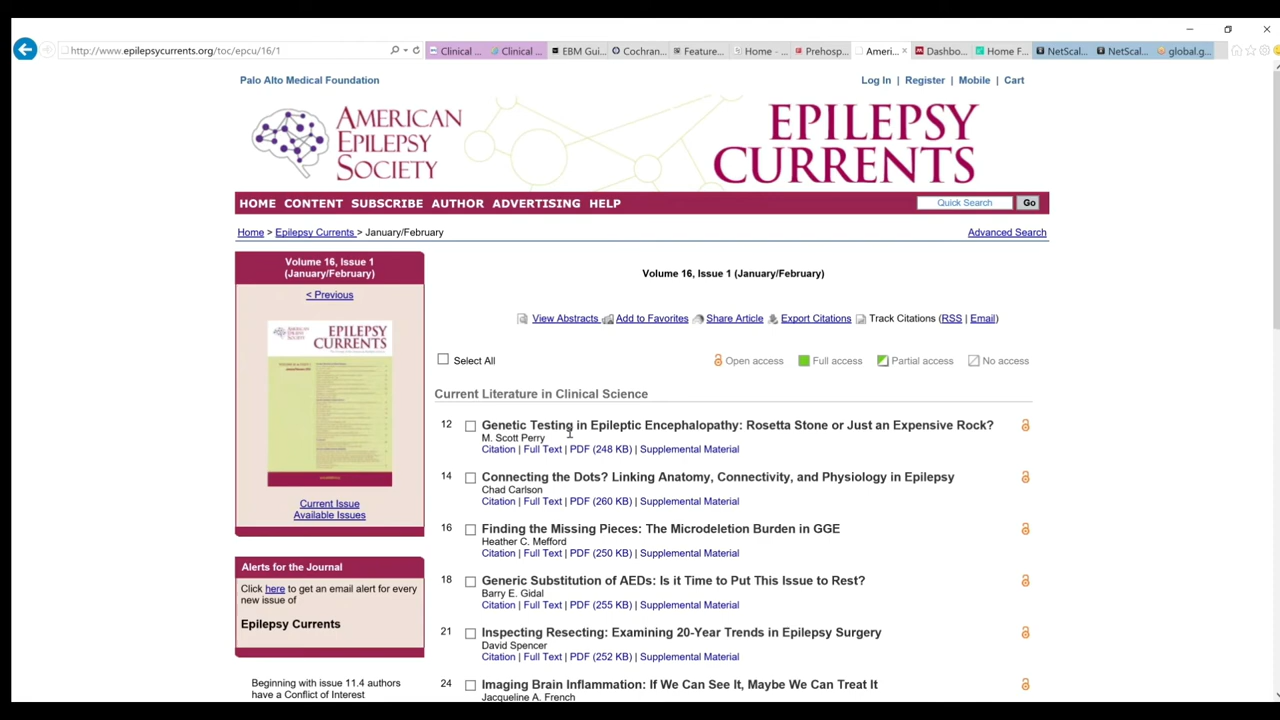 http://www.epilepsycurrents.org/toc/epcu/16/1
Clinical ...
Clinical ...
EBM Gui...
Cochran...
Feature...
Home - ...
Prehosp...
Ameri...
Dashbo...
Home F...
NetScal...
NetScal...
global.g...
Palo Alto Medical Foundation
Log In | Register | Mobile | Cart
AMERICAN
EPILEPSY
SOCIETY
EPILEPSY
CURRENTS
HOME CONTENT SUBSCRIBE AUTHOR ADVERTISING HELP
Quick Search Go
Home > Epilepsy Currents > January/February
Advanced Search
Volume 16, Issue 1
(January/February)
< Previous
EPILEPSY
CURRENTS
Current Issue
Available Issues
Alerts for the Journal
Click here to get an email alert for every
new issue of
Epilepsy Currents
Beginning with issue 11.4 authors
have a Conflict of Interest
Volume 16, Issue 1 (January/February)
View Abstracts Add to Favorites Share Article Export Citations Track Citations (RSS | Email)
Select All
Open access Full access Partial access No access
Current Literature in Clinical Science
12 Genetic Testing in Epileptic Encephalopathy: Rosetta Stone or Just an Expensive Rock?
M. Scott Perry
Citation | Full Text | PDF (248 KB) | Supplemental Material
14 Connecting the Dots? Linking Anatomy, Connectivity, and Physiology in Epilepsy
Chad Carlson
Citation | Full Text | PDF (260 KB) | Supplemental Material
16 Finding the Missing Pieces: The Microdeletion Burden in GGE
Heather C. Mefford
Citation | Full Text | PDF (250 KB) | Supplemental Material
18 Generic Substitution of AEDs: Is it Time to Put This Issue to Rest?
Barry E. Gidal
Citation | Full Text | PDF (255 KB) | Supplemental Material
21 Inspecting Resecting: Examining 20-Year Trends in Epilepsy Surgery
David Spencer
Citation | Full Text | PDF (252 KB) | Supplemental Material
24 Imaging Brain Inflammation: If We Can See It, Maybe We Can Treat It
Jacqueline A. French